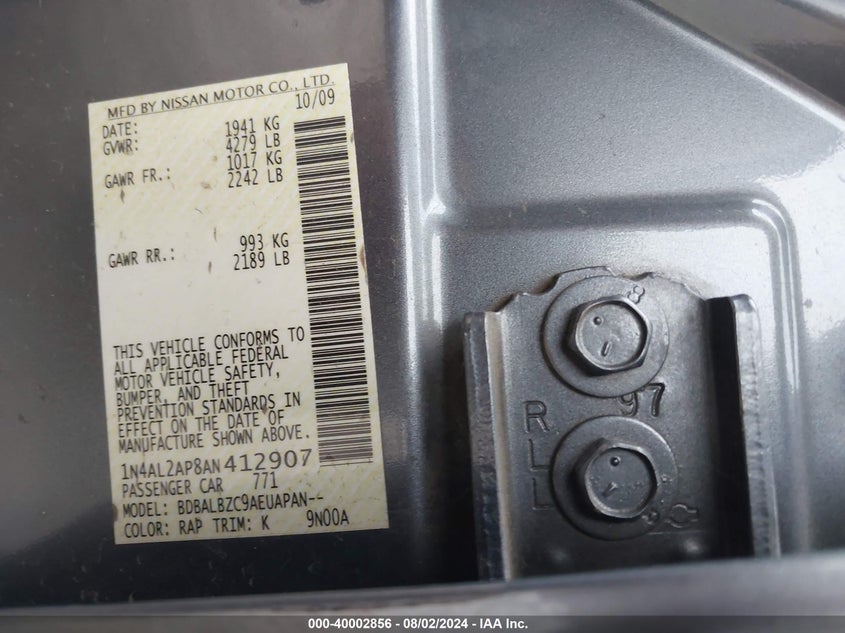 MFD BY NISSAN MOTOR CO., LTD.
DATE: 10/09
GVWR: 1941 KG
4279 LB
GAWR FR.: 1017 KG
2242 LB
GAWR RR.: 993 KG
2189 LB
THIS VEHICLE CONFORMS TO
ALL APPLICABLE FEDERAL
MOTOR VEHICLE SAFETY,
BUMPER, AND THEFT
PREVENTION STANDARDS IN
EFFECT ON THE DATE OF
MANUFACTURE SHOWN ABOVE.
1N4AL2AP8AN412907
PASSENGER CAR 771
MODEL: BDBALBZC9AEUAPAN--
COLOR: RAP TRIM: K 9N00A
8
97
R
L
L
000-40002856 - 08/02/2024 - IAA Inc.